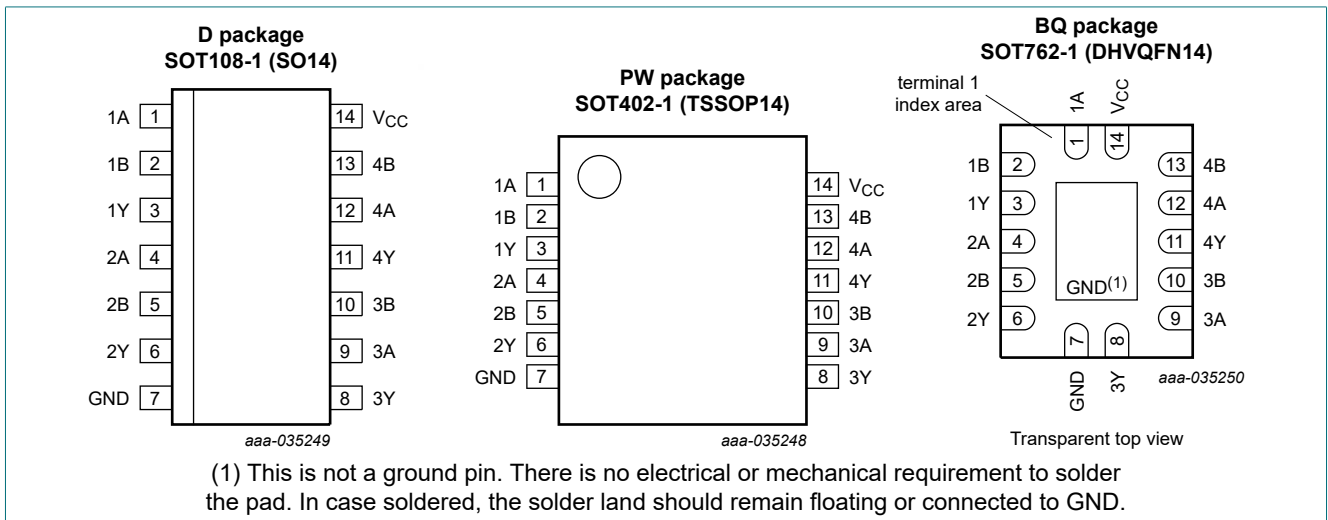 D package
SOT108-1 (SO14)
1A 1
1B 2
1Y 3
2A 4
2B 5
2Y 6
GND 7
14 VCC
13 4B
12 4A
11 4Y
10 3B
9 3A
8 3Y
aaa-035249
PW package
SOT402-1 (TSSOP14)
1A 1
1B 2
1Y 3
2A 4
2B 5
2Y 6
GND 7
14 VCC
13 4B
12 4A
11 4Y
10 3B
9 3A
8 3Y
aaa-035248
BQ package
SOT762-1 (DHVQFN14)
terminal 1
index area
1A
VCC
1
14
1B 2
1Y 3
2A 4
2B 5
2Y 6
13 4B
12 4A
11 4Y
10 3B
9 3A
GND(1)
7
8
GND
3Y
aaa-035250
Transparent top view
(1) This is not a ground pin. There is no electrical or mechanical requirement to solder
the pad. In case soldered, the solder land should remain floating or connected to GND.